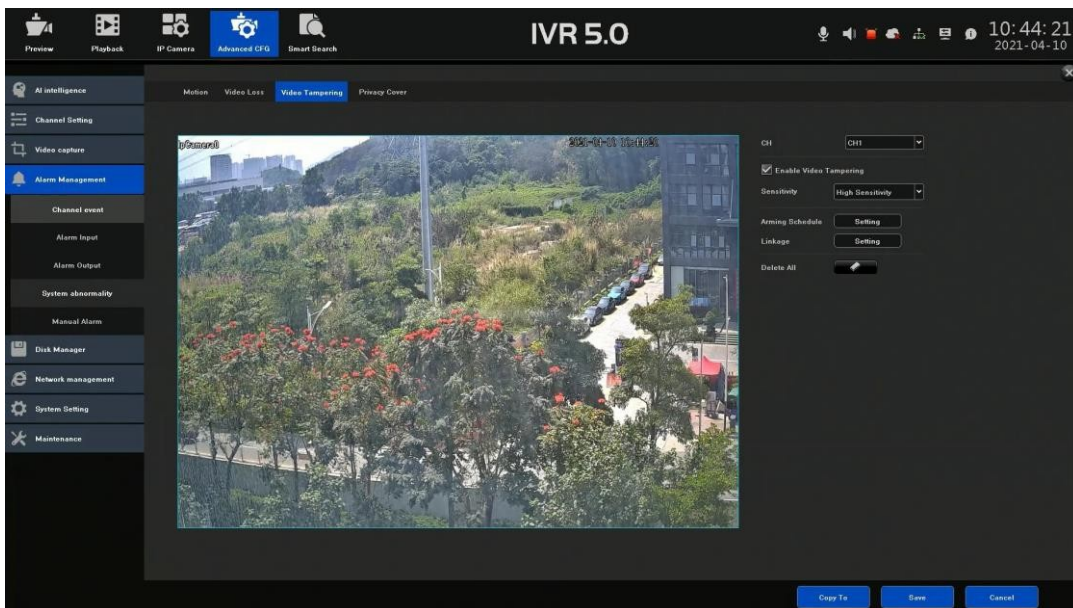 IVR 5.0
10:44:21
2021-04-10
Preview
Playback
IP Camera
Advanced CFG
Smart Search
AI intelligence
Channel Setting
Video capture
Alarm Management
Channel event
Alarm Input
Alarm Output
System abnormality
Manual Alarm
Disk Manager
Network management
System Setting
Maintenance
Motion
Video Loss
Video Tampering
Privacy Cover
CH
CH1
Enable Video Tampering
Sensitivity
High Sensitivity
Arming Schedule
Setting
Linkage
Setting
Delete All
Copy To
Save
Cancel